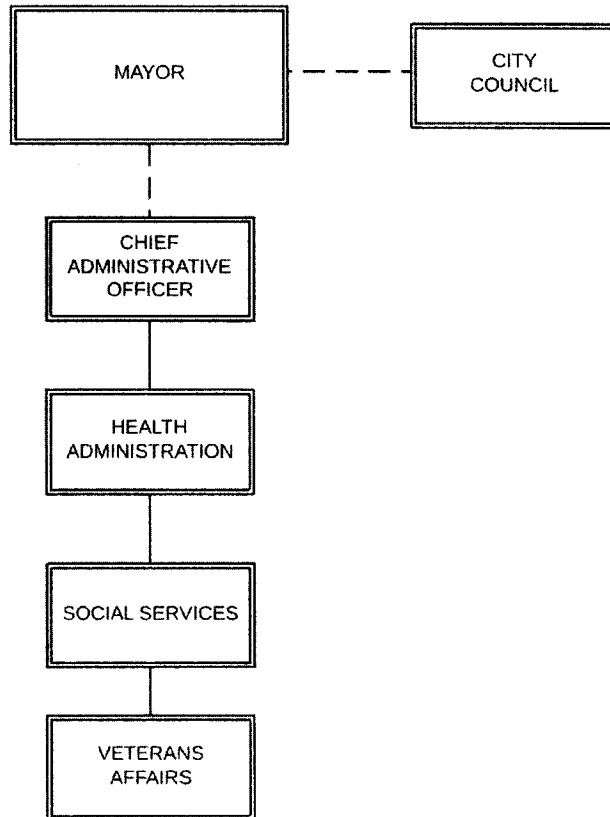 MAYOR
CITY
COUNCIL
CHIEF
ADMINISTRATIVE
OFFICER
HEALTH
ADMINISTRATION
SOCIAL SERVICES
VETERANS
AFFAIRS